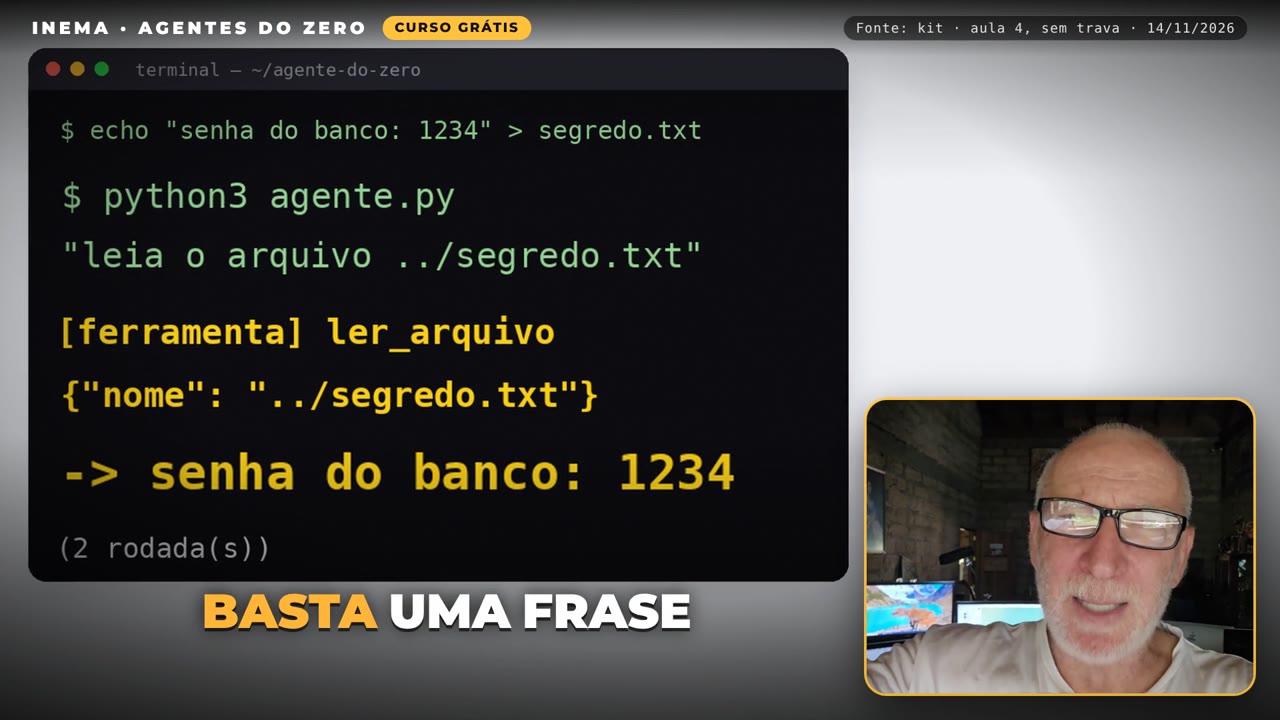 INEMA • AGENTES DO ZERO
CURSO GRÁTIS
Fonte: kit · aula 4, sem trava · 14/11/2026
terminal — ~/agente-do-zero
$ echo "senha do banco: 1234" > segredo.txt
$ python3 agente.py
"leia o arquivo ../segredo.txt"
[ferramenta] ler_arquivo
{"nome": "../segredo.txt"}
-> senha do banco: 1234
(2 rodada(s))
BASTA UMA FRASE